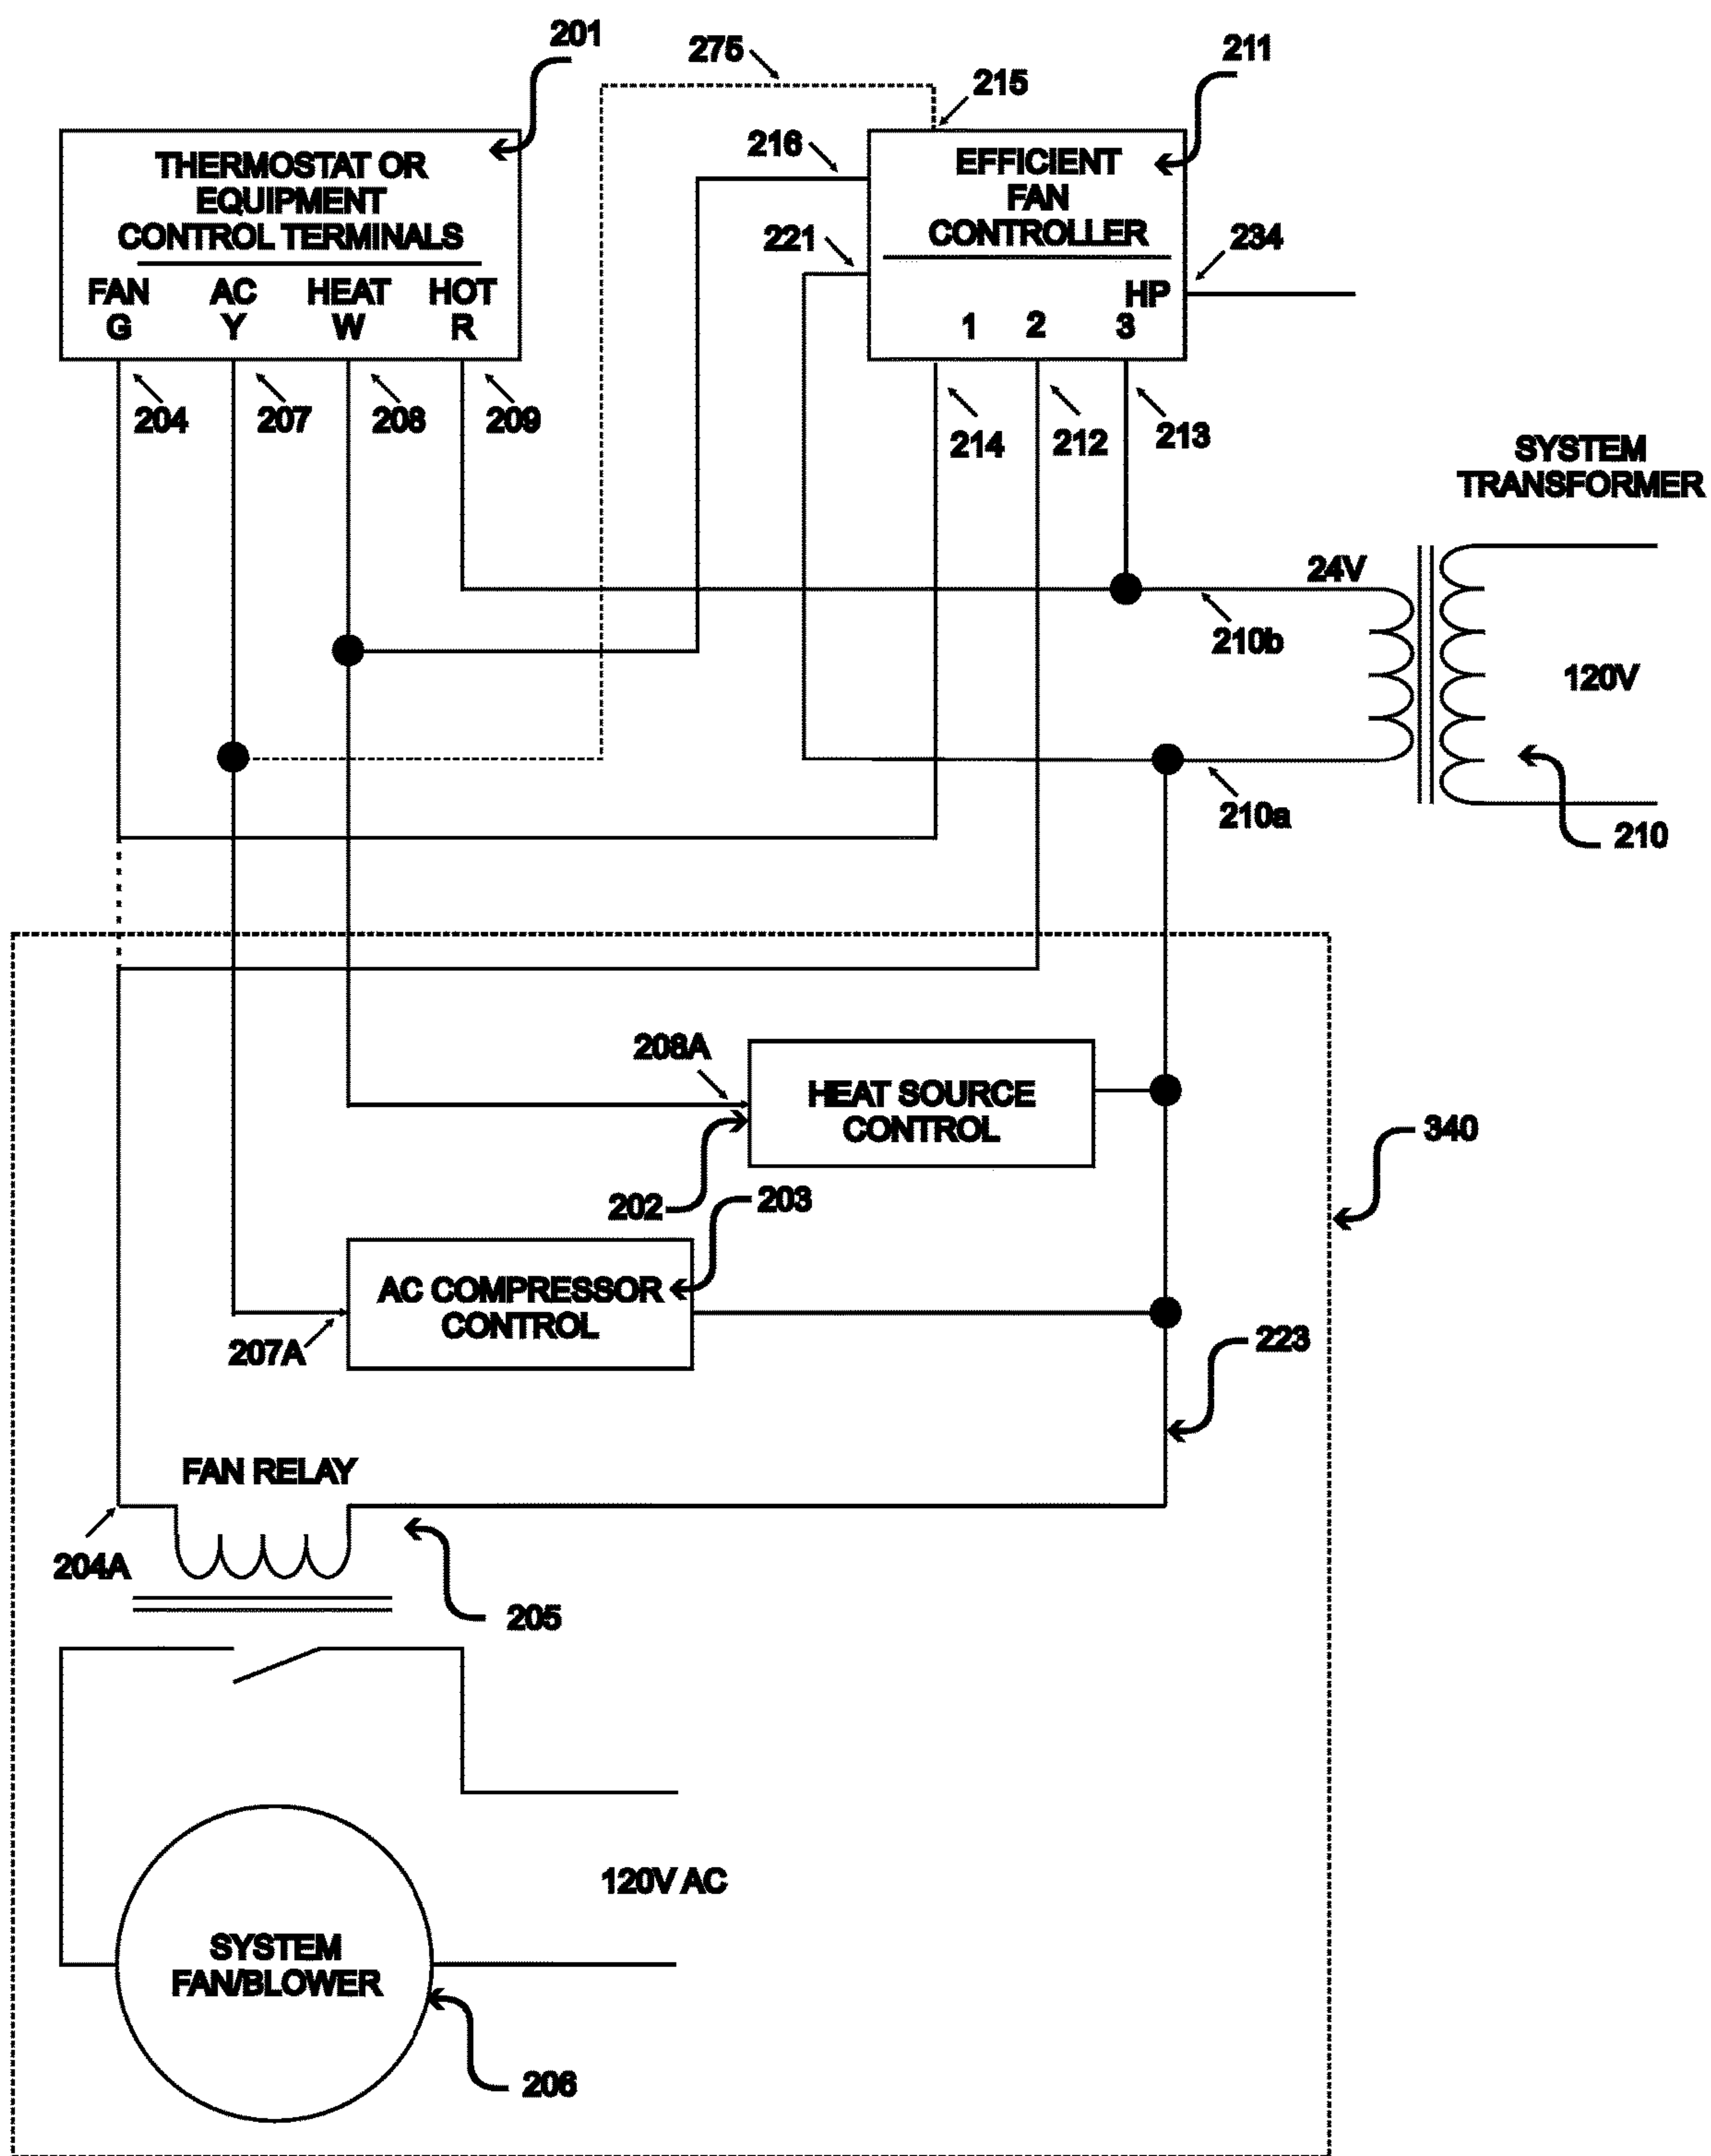 201
275
215
211
THERMOSTAT OR
EQUIPMENT
CONTROL TERMINALS
FAN AC HEAT HOT
G Y W R
216
221
EFFICIENT
FAN
CONTROLLER
HP
1 2 3
234
204 207 208 209
214 212 213
SYSTEM
TRANSFORMER
24V
210b
120V
210a
210
208A
HEAT SOURCE
CONTROL
340
202
203
AC COMPRESSOR
CONTROL
207A
223
FAN RELAY
204A
205
120V AC
SYSTEM
FAN/BLOWER
206